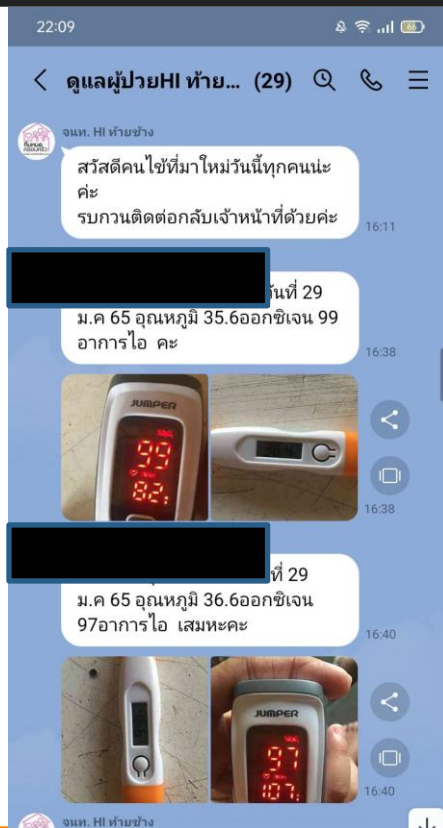 22:09
66
ดูแลผู้ป่วยHI ท้าย... (29)
จนท. HI ท้ายช้าง
สวัสดีคนไข้ที่มาใหม่วันนี้ทุกคนน่ะ
ค่ะ
รบกวนติดต่อกลับเจ้าหน้าที่ด้วยค่ะ
16:11
วันที่ 29
ม.ค 65 อุณหภูมิ 35.6ออกซิเจน 99
อาการไอ คะ
16:38
JUMPER
99
82
16:38
ที่ 29
ม.ค 65 อุณหภูมิ 36.6ออกซิเจน
97อาการไอ เสมหะคะ
16:40
JUMPER
97
107
16:40
จนท. HI ท้ายช้าง